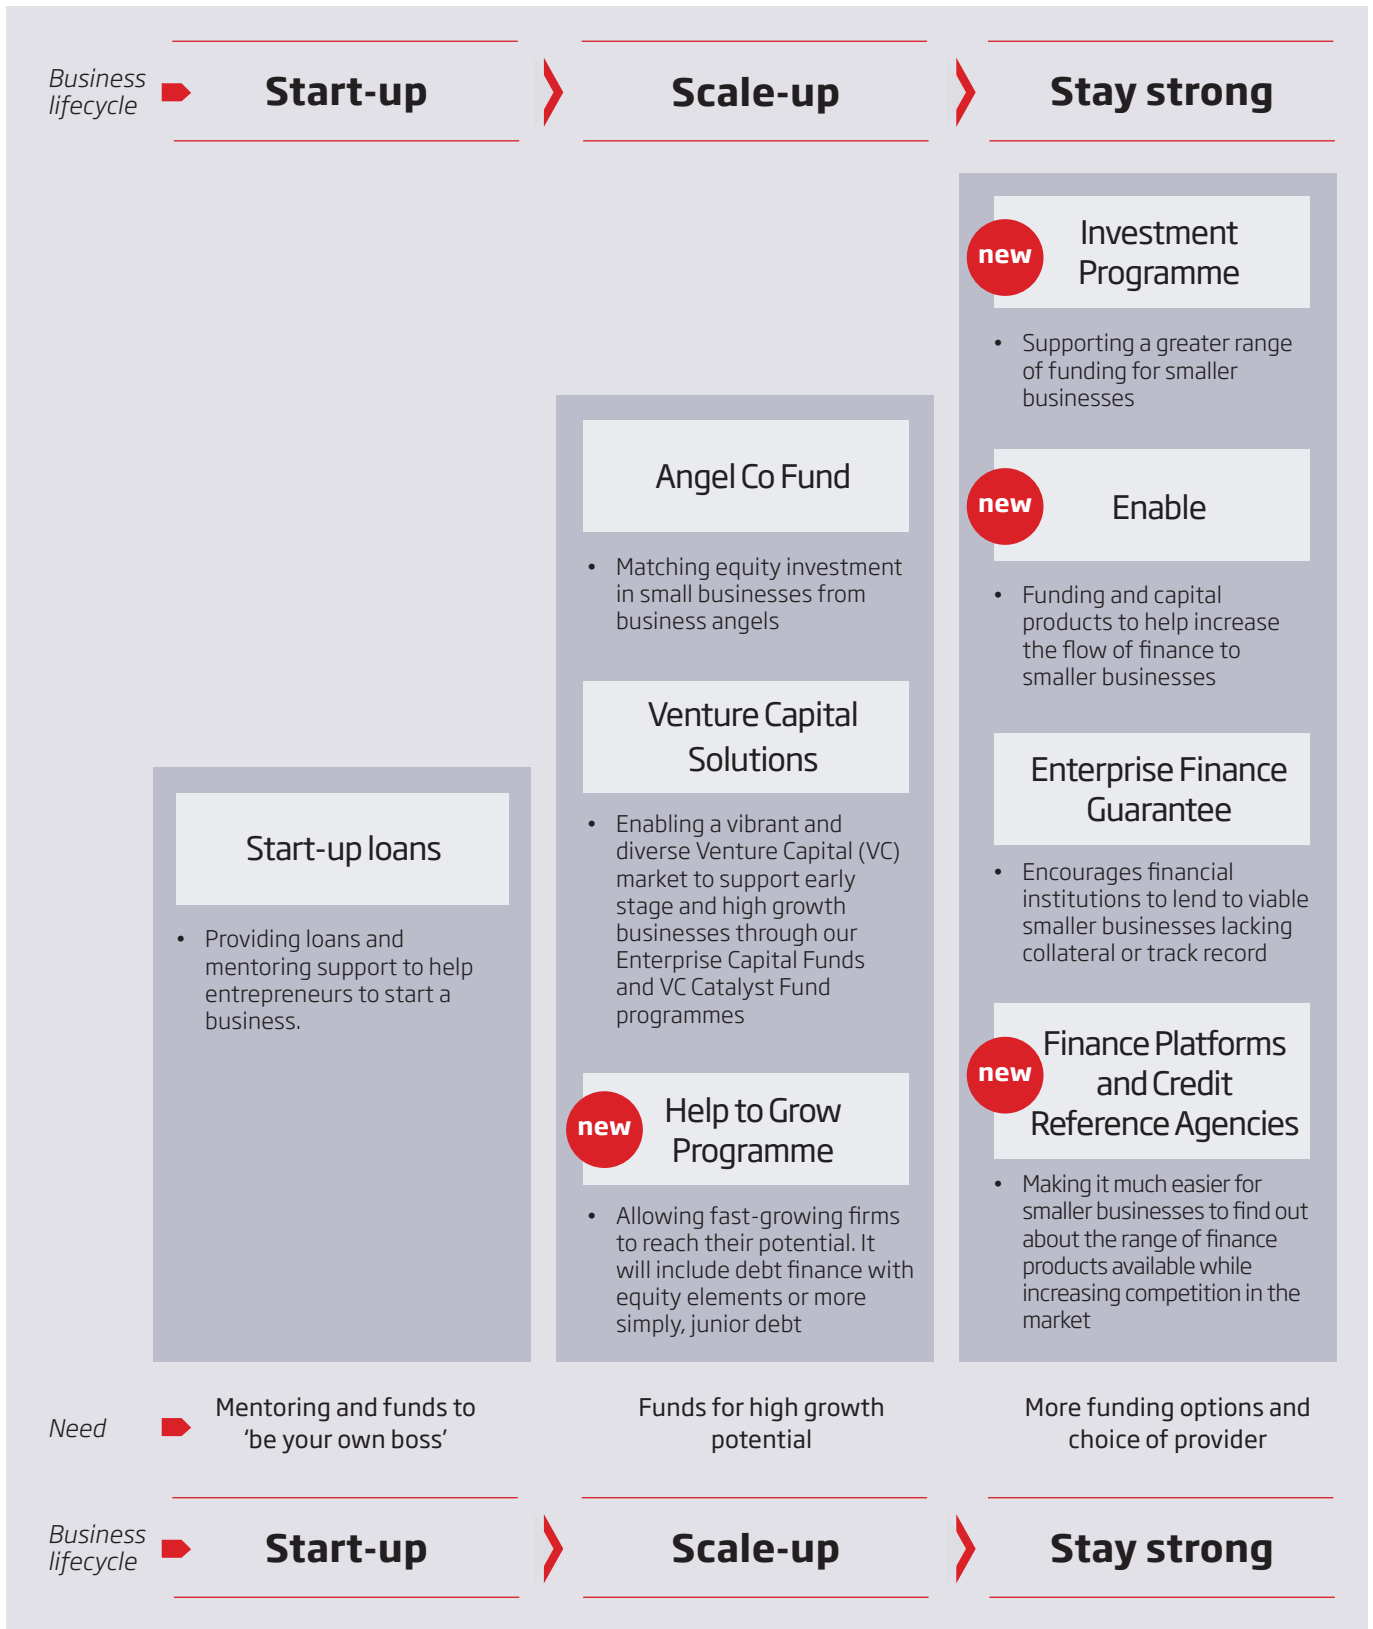 Business
lifecycle
Start-up
Scale-up
Stay strong
Start-up loans
• Providing loans and
mentoring support to help
entrepreneurs to start a
business.
Angel Co Fund
• Matching equity investment
in small businesses from
business angels
Venture Capital
Solutions
• Enabling a vibrant and
diverse Venture Capital (VC)
market to support early
stage and high growth
businesses through our
Enterprise Capital Funds
and VC Catalyst Fund
programmes
new
Help to Grow
Programme
• Allowing fast-growing firms
to reach their potential. It
will include debt finance with
equity elements or more
simply, junior debt
new
Investment
Programme
• Supporting a greater range
of funding for smaller
businesses
new
Enable
• Funding and capital
products to help increase
the flow of finance to
smaller businesses
Enterprise Finance
Guarantee
• Encourages financial
institutions to lend to viable
smaller businesses lacking
collateral or track record
new
Finance Platforms
and Credit
Reference Agencies
• Making it much easier for
smaller businesses to find out
about the range of finance
products available while
increasing competition in the
market
Need
Mentoring and funds to
‘be your own boss’
Funds for high growth
potential
More funding options and
choice of provider
Business
lifecycle
Start-up
Scale-up
Stay strong